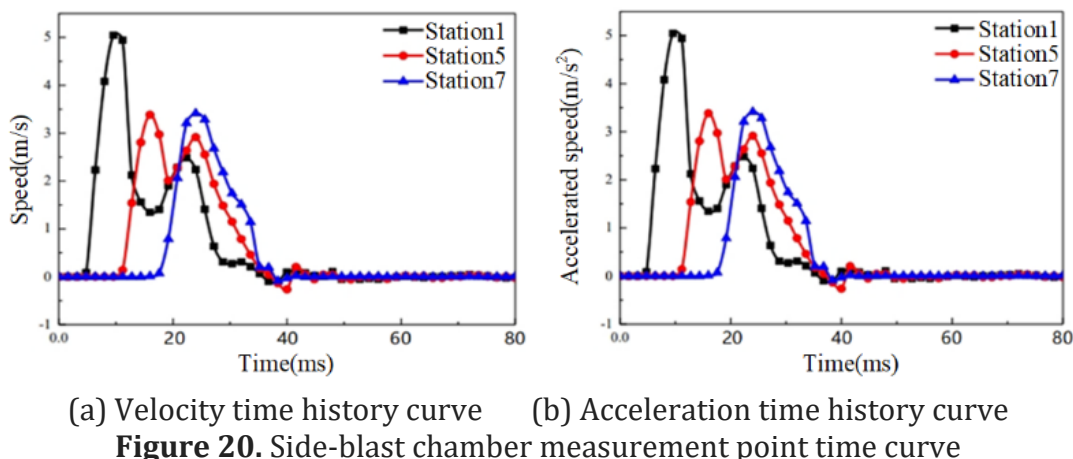 5
4
3
2
1
0
-1
Speed(m/s)
Station1
Station5
Station7
0.0 20 40 60 80
Time(ms)
5
4
3
2
1
0
-1
Accelerated speed(m/s²)
Station1
Station5
Station7
0.0 20 40 60 80
Time(ms)
(a) Velocity time history curve (b) Acceleration time history curve
Figure 20. Side-blast chamber measurement point time curve